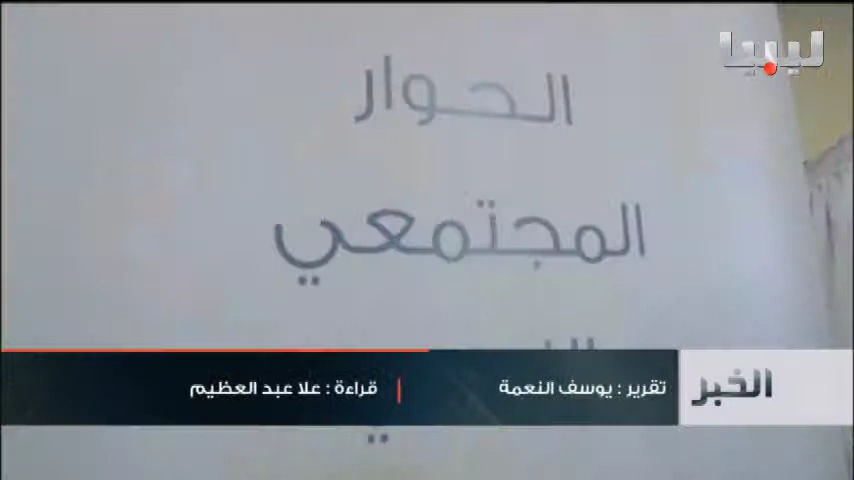 ليبيا
الحوار
المجتمعي
الخبر
تقرير : يوسف النعمة
قراءة : علا عبد العظيم